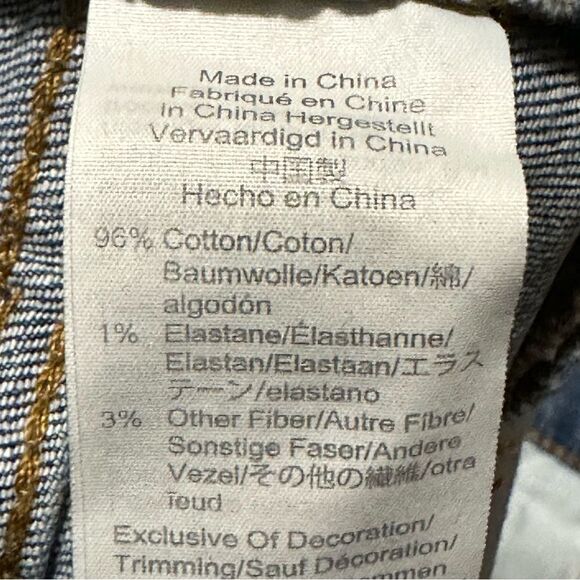 Made in China
Fabriqué en Chine
In China Hergestellt
Vervaardigd in China
中国製
Hecho en China
96% Cotton/Coton/
Baumwolle/Katoen/綿/
algodón
1% Elastane/Élasthanne/
Elastan/Elastaan/エラス
テーン/elastano
3% Other Fiber/Autre Fibre/
Sonstige Faser/Andere
Vezel/その他の繊維/otra
Exclusive Of Decoration/
Trimming/Sauf Décoration/